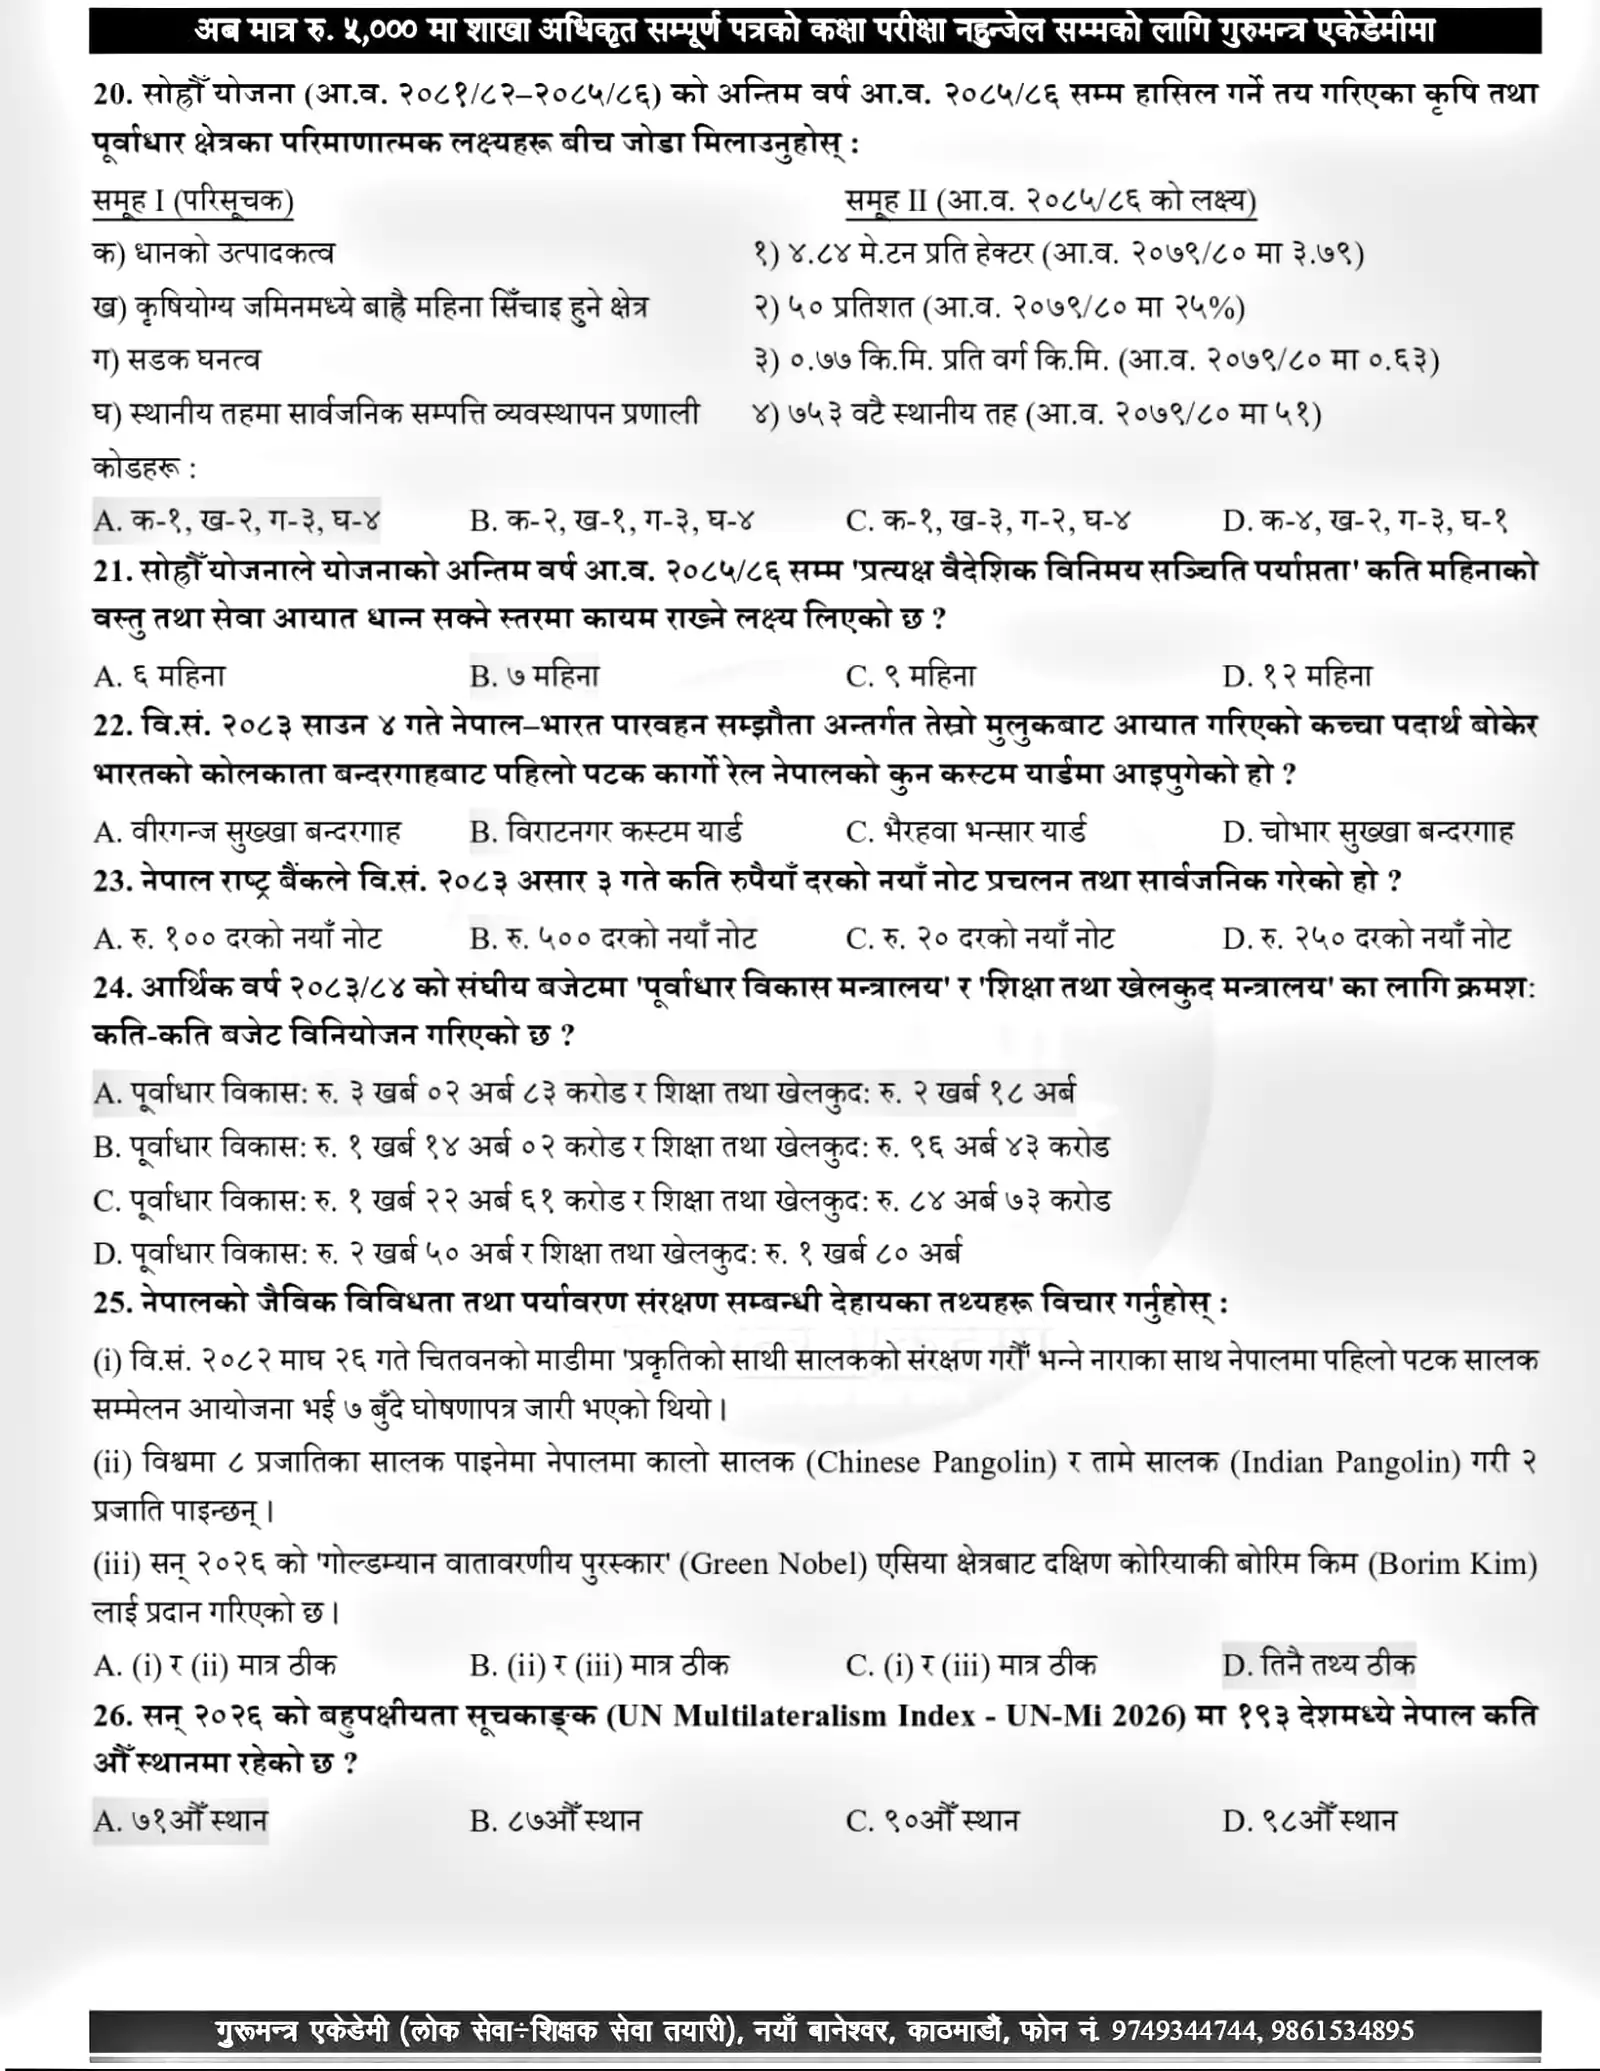 अब मात्र रु. ५,००० मा शाखा अधिकृत सम्पूर्ण पत्रको कक्षा परीक्षा नहुन्जेल सम्मको लागि गुरुमन्त्र एकेडेमीमा
20. सोह्रौँ योजना (आ.व. २०८१/८२–२०८५/८६) को अन्तिम वर्ष आ.व. २०८५/८६ सम्म हासिल गर्ने तय गरिएका कृषि तथा
पूर्वाधार क्षेत्रका परिमाणात्मक लक्ष्यहरू बीच जोडा मिलाउनुहोस् :
समूह I (परिसूचक) समूह II (आ.व. २०८५/८६ को लक्ष्य)
क) धानको उत्पादकत्व १) ४.८४ मे.टन प्रति हेक्टर (आ.व. २०७९/८० मा ३.७९)
ख) कृषियोग्य जमिनमध्ये बाह्रै महिना सिँचाइ हुने क्षेत्र २) ५० प्रतिशत (आ.व. २०७९/८० मा २५%)
ग) सडक घनत्व ३) ०.७७ कि.मि. प्रति वर्ग कि.मि. (आ.व. २०७९/८० मा ०.६३)
घ) स्थानीय तहमा सार्वजनिक सम्पत्ति व्यवस्थापन प्रणाली ४) ७५३ वटै स्थानीय तह (आ.व. २०७९/८० मा ५१)
कोडहरू :
A. क-१, ख-२, ग-३, घ-४ B. क-२, ख-१, ग-३, घ-४ C. क-१, ख-३, ग-२, घ-४ D. क-४, ख-२, ग-३, घ-१
21. सोह्रौँ योजनाले योजनाको अन्तिम वर्ष आ.व. २०८५/८६ सम्म 'प्रत्यक्ष वैदेशिक विनिमय सञ्चिति पर्याप्तता' कति महिनाको
वस्तु तथा सेवा आयात धान्न सक्ने स्तरमा कायम राख्ने लक्ष्य लिएको छ ?
A. ६ महिना B. ७ महिना C. ९ महिना D. १२ महिना
22. वि.सं. २०८३ साउन ४ गते नेपाल–भारत पारवहन सम्झौता अन्तर्गत तेस्रो मुलुकबाट आयात गरिएको कच्चा पदार्थ बोकेर
भारतको कोलकाता बन्दरगाहबाट पहिलो पटक कार्गो रेल नेपालको कुन कस्टम यार्डमा आइपुगेको हो ?
A. वीरगन्ज सुख्खा बन्दरगाह B. विराटनगर कस्टम यार्ड C. भैरहवा भन्सार यार्ड D. चोभार सुख्खा बन्दरगाह
23. नेपाल राष्ट्र बैंकले वि.सं. २०८३ असार ३ गते कति रुपैयाँ दरको नयाँ नोट प्रचलन तथा सार्वजनिक गरेको हो ?
A. रु. १०० दरको नयाँ नोट B. रु. ५०० दरको नयाँ नोट C. रु. २० दरको नयाँ नोट D. रु. २५० दरको नयाँ नोट
24. आर्थिक वर्ष २०८३/८४ को संघीय बजेटमा 'पूर्वाधार विकास मन्त्रालय' र 'शिक्षा तथा खेलकुद मन्त्रालय' का लागि क्रमश:
कति-कति बजेट विनियोजन गरिएको छ ?
A. पूर्वाधार विकास: रु. ३ खर्ब ०२ अर्ब ८३ करोड र शिक्षा तथा खेलकुद: रु. २ खर्ब १८ अर्ब
B. पूर्वाधार विकास: रु. १ खर्ब १४ अर्ब ०२ करोड र शिक्षा तथा खेलकुद: रु. ९६ अर्ब ४३ करोड
C. पूर्वाधार विकास: रु. १ खर्ब २२ अर्ब ६१ करोड र शिक्षा तथा खेलकुद: रु. ८४ अर्ब ७३ करोड
D. पूर्वाधार विकास: रु. २ खर्ब ५० अर्ब र शिक्षा तथा खेलकुद: रु. १ खर्ब ८० अर्ब
25. नेपालको जैविक विविधता तथा पर्यावरण संरक्षण सम्बन्धी देहायका तथ्यहरू विचार गर्नुहोस् :
(i) वि.सं. २०८२ माघ २६ गते चितवनको माडीमा 'प्रकृतिको साथी सालकको संरक्षण गरौँ' भन्ने नाराका साथ नेपालमा पहिलो पटक सालक
सम्मेलन आयोजना भई ७ बुँदे घोषणापत्र जारी भएको थियो।
(ii) विश्वमा ८ प्रजातिका सालक पाइनेमा नेपालमा कालो सालक (Chinese Pangolin) र तामे सालक (Indian Pangolin) गरी २
प्रजाति पाइन्छन्।
(iii) सन् २०२६ को 'गोल्डम्यान वातावरणीय पुरस्कार' (Green Nobel) एसिया क्षेत्रबाट दक्षिण कोरियाकी बोरिम किम (Borim Kim)
लाई प्रदान गरिएको छ।
A. (i) र (ii) मात्र ठीक B. (ii) र (iii) मात्र ठीक C. (i) र (iii) मात्र ठीक D. तिनै तथ्य ठीक
26. सन् २०२६ को बहुपक्षीयता सूचकाङ्क (UN Multilateralism Index - UN-Mi 2026) मा १९३ देशमध्ये नेपाल कति
औँ स्थानमा रहेको छ ?
A. ७१औँ स्थान B. ८७औँ स्थान C. ९०औँ स्थान D. ९८औँ स्थान
गुरूमन्त्र एकेडेमी (लोक सेवा÷शिक्षक सेवा तयारी), नयाँ बानेश्वर, काठमाडौं, फोन नं. 9749344744, 9861534895